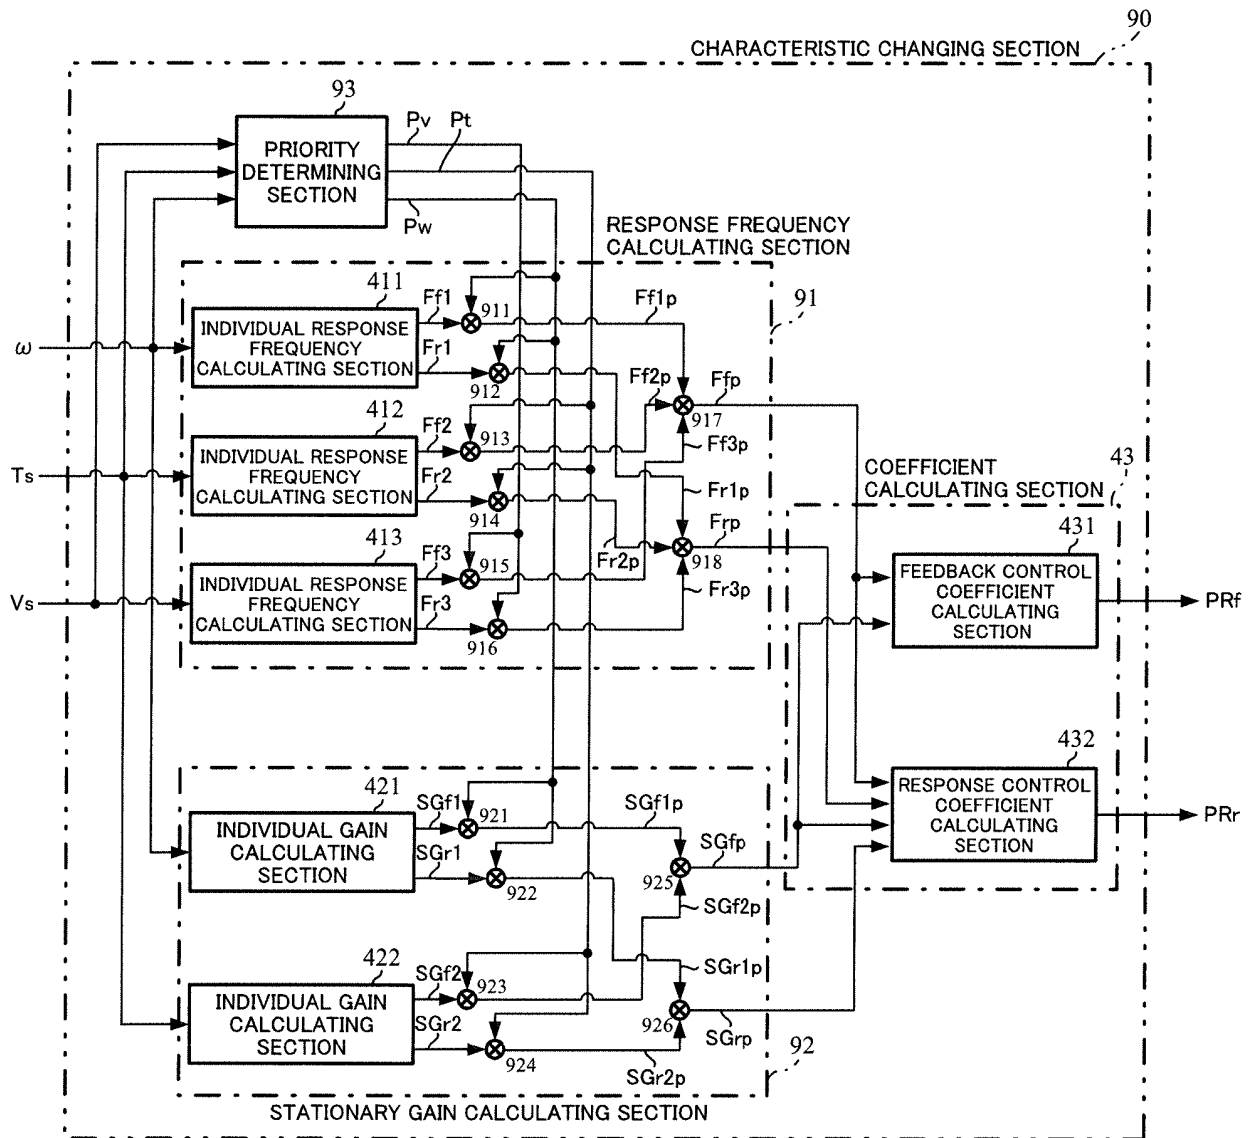 90
CHARACTERISTIC CHANGING SECTION
93
PRIORITY
DETERMINING
SECTION
Pv
Pt
Pw
RESPONSE FREQUENCY
CALCULATING SECTION
91
411
INDIVIDUAL RESPONSE
FREQUENCY
CALCULATING SECTION
Ff1
911
Ff1p
Fr1
912
ω
Ff2p
Ffp
917
Ff3p
412
INDIVIDUAL RESPONSE
FREQUENCY
CALCULATING SECTION
Ff2
913
Fr2
914
Ts
Fr1p
Frp
Fr2p
918
Fr3p
413
INDIVIDUAL RESPONSE
FREQUENCY
CALCULATING SECTION
Ff3
915
Fr3
916
Vs
COEFFICIENT
CALCULATING SECTION
43
431
FEEDBACK CONTROL
COEFFICIENT
CALCULATING
SECTION
PRf
432
RESPONSE CONTROL
COEFFICIENT
CALCULATING
SECTION
PRr
421
INDIVIDUAL GAIN
CALCULATING
SECTION
SGf1
921
SGf1p
SGr1
922
SGfp
925
SGf2p
422
INDIVIDUAL GAIN
CALCULATING
SECTION
SGf2
923
SGr1p
SGr2
924
926
SGrp
SGr2p
92
STATIONARY GAIN CALCULATING SECTION